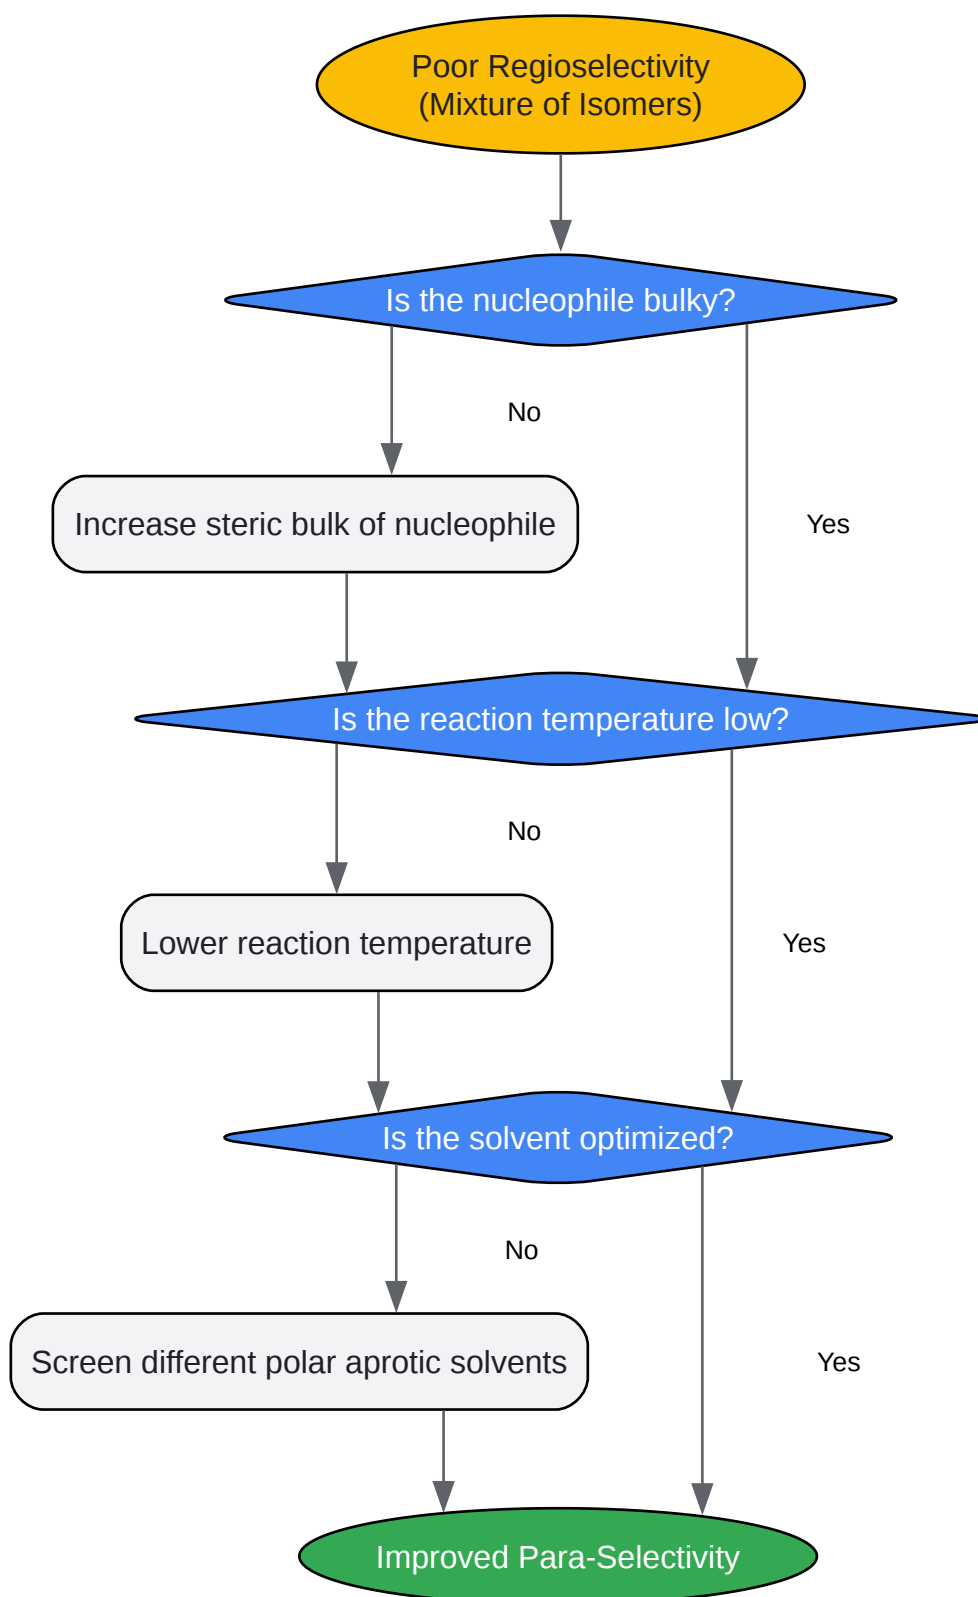 Poor Regioselectivity
(Mixture of Isomers)
Is the nucleophile bulky?
No
Increase steric bulk of nucleophile
Yes
Is the reaction temperature low?
No
Lower reaction temperature
Yes
Is the solvent optimized?
No
Screen different polar aprotic solvents
Yes
Improved Para-Selectivity